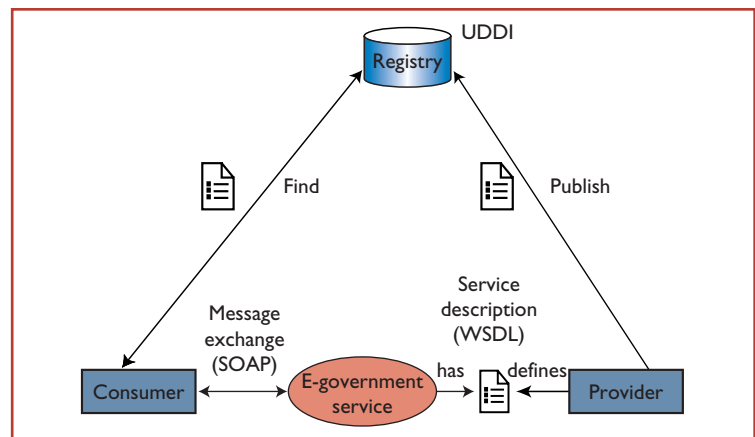 UDDI
Registry
Find
Publish
Message
exchange
(SOAP)
Service
description
(WSDL)
Consumer
E-government
service
has
defines
Provider